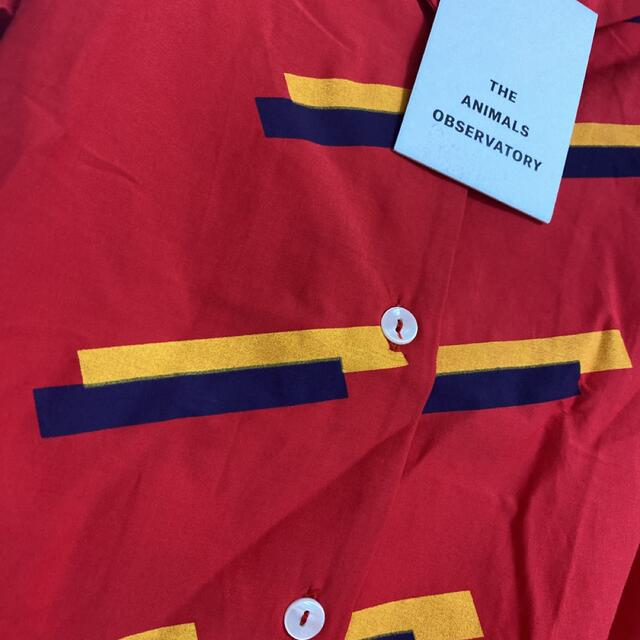 THE
ANIMALS
OBSERVATORY